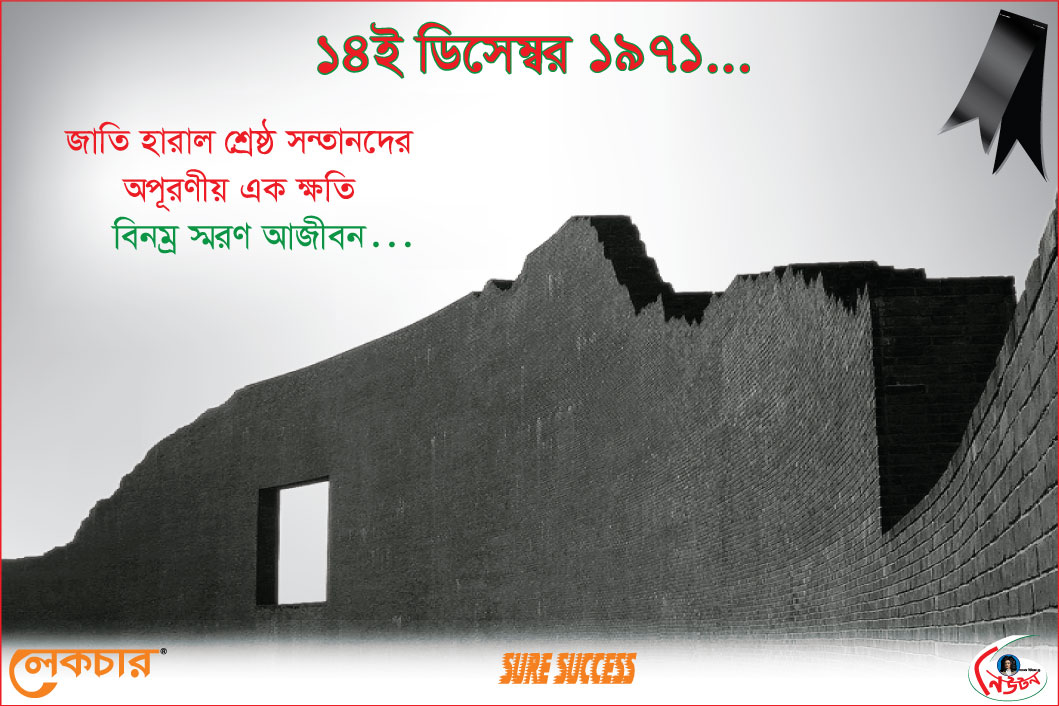 ১৪ই ডিসেম্বর ১৯৭১...
জাতি হারাল শ্রেষ্ঠ সন্তানদের
অপূরণীয় এক ক্ষতি
বিনম্র স্মরণ আজীবন...
লেকচার®
SURE SUCCESS
নিউটন